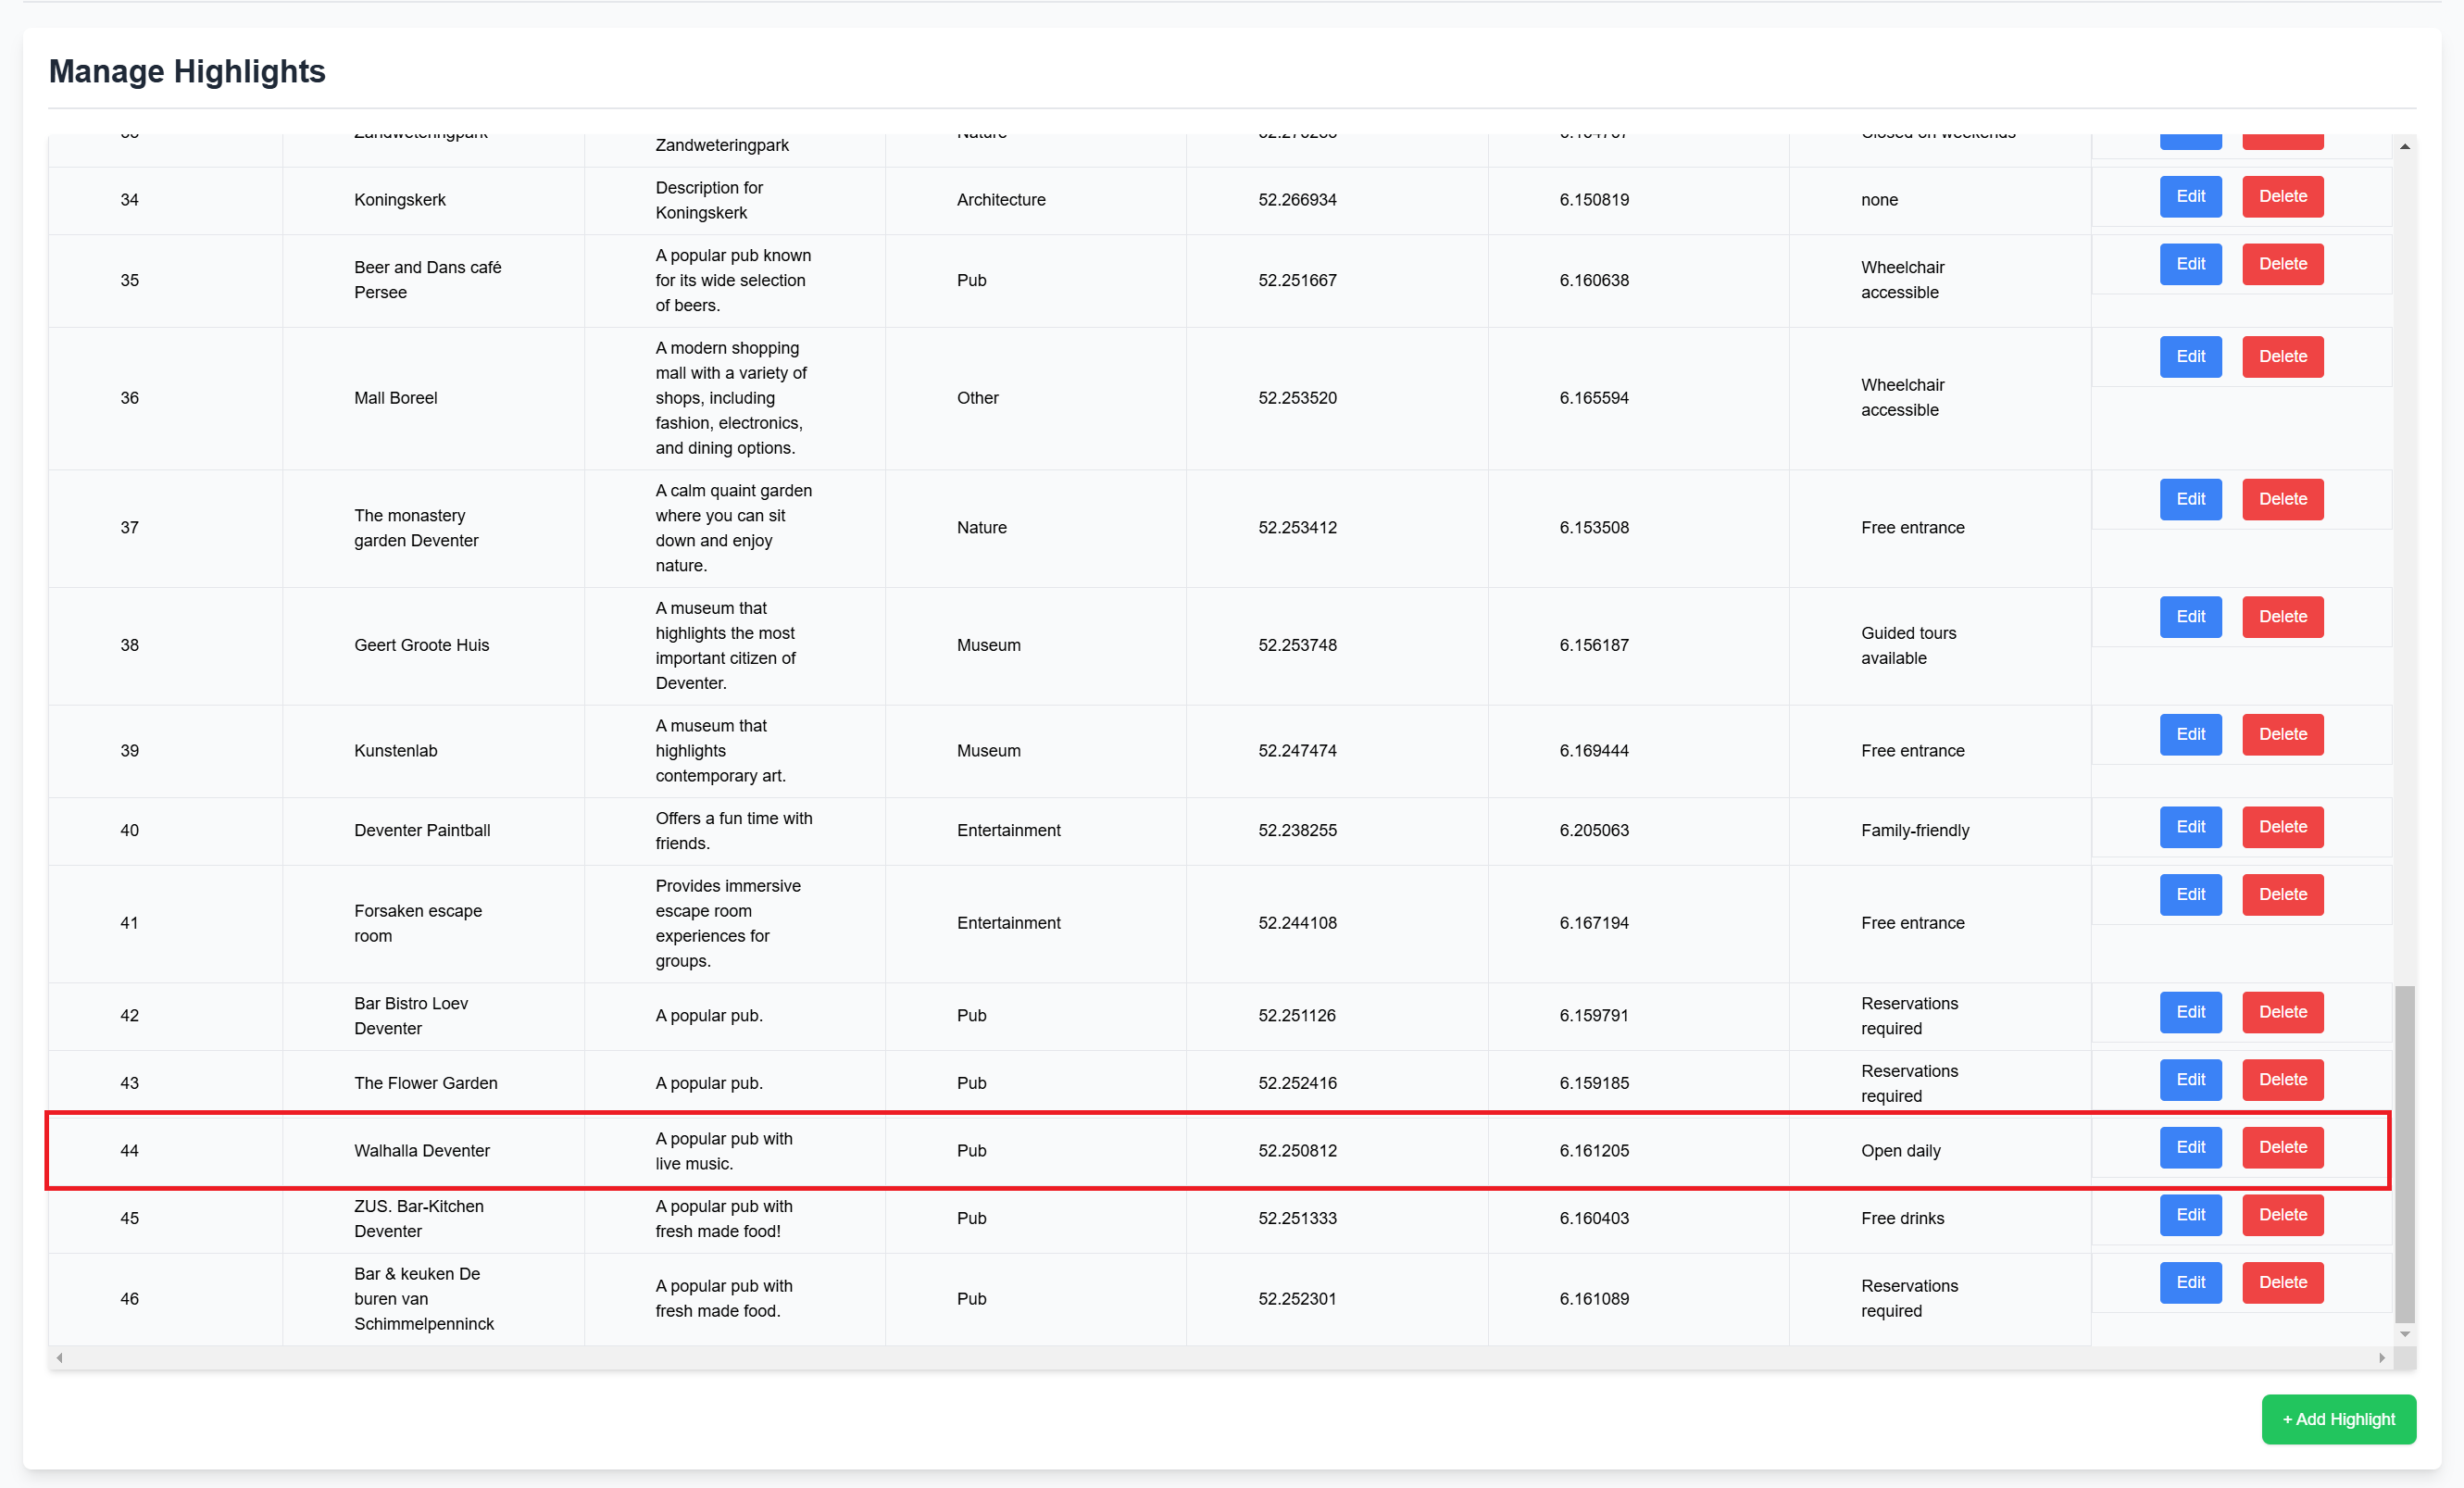 Manage Highlights
Zandweteringpark
Zandweteringpark
Nature
Closed on weekends
34
Koningskerk
Description for
Koningskerk
Architecture
52.266934
6.150819
none
Edit
Delete
35
Beer and Dans café
Persee
A popular pub known
for its wide selection
of beers.
Pub
52.251667
6.160638
Wheelchair
accessible
Edit
Delete
36
Mall Boreel
A modern shopping
mall with a variety of
shops, including
fashion, electronics,
and dining options.
Other
52.253520
6.165594
Wheelchair
accessible
Edit
Delete
37
The monastery
garden Deventer
A calm quaint garden
where you can sit
down and enjoy
nature.
Nature
52.253412
6.153508
Free entrance
Edit
Delete
38
Geert Groote Huis
A museum that
highlights the most
important citizen of
Deventer.
Museum
52.253748
6.156187
Guided tours
available
Edit
Delete
39
Kunstenlab
A museum that
highlights
contemporary art.
Museum
52.247474
6.169444
Free entrance
Edit
Delete
40
Deventer Paintball
Offers a fun time with
friends.
Entertainment
52.238255
6.205063
Family-friendly
Edit
Delete
41
Forsaken escape
room
Provides immersive
escape room
experiences for
groups.
Entertainment
52.244108
6.167194
Free entrance
Edit
Delete
42
Bar Bistro Loev
Deventer
A popular pub.
Pub
52.251126
6.159791
Reservations
required
Edit
Delete
43
The Flower Garden
A popular pub.
Pub
52.252416
6.159185
Reservations
required
Edit
Delete
44
Walhalla Deventer
A popular pub with
live music.
Pub
52.250812
6.161205
Open daily
Edit
Delete
45
ZUS. Bar-Kitchen
Deventer
A popular pub with
fresh made food!
Pub
52.251333
6.160403
Free drinks
Edit
Delete
46
Bar & keuken De
buren van
Schimmelpenninck
A popular pub with
fresh made food.
Pub
52.252301
6.161089
Reservations
required
Edit
Delete
+ Add Highlight